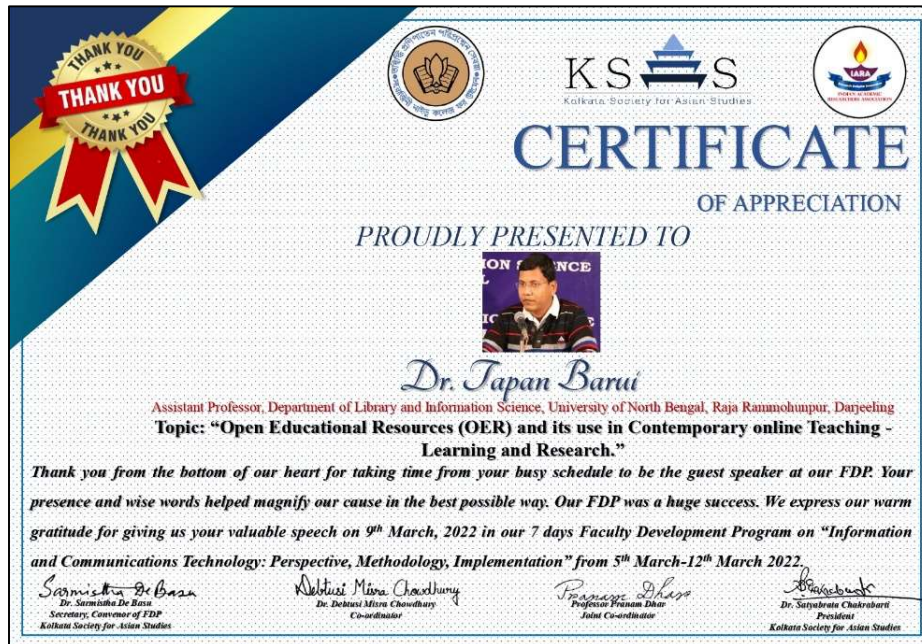 THANK YOU
THANK YOU
THANK YOU
KS S
Kolkata Society for Asian Studies
IARA
CERTIFICATE
OF APPRECIATION
PROUDLY PRESENTED TO
Dr. Tapan Barui
Assistant Professor, Department of Library and Information Science, University of North Bengal, Raja Rammohunpur, Darjeeling
Topic: “Open Educational Resources (OER) and its use in Contemporary online Teaching -
Learning and Research.”
Thank you from the bottom of our heart for taking time from your busy schedule to be the guest speaker at our FDP. Your
presence and wise words helped magnify our cause in the best possible way. Our FDP was a huge success. We express our warm
gratitude for giving us your valuable speech on 9th March, 2022 in our 7 days Faculty Development Program on “Information
and Communications Technology: Perspective, Methodology, Implementation” from 5th March-12th March 2022.
Sarmistha De Basu
Dr. Sarmistha De Basu
Secretary, Convenor of FDP
Kolkata Society for Asian Studies
Debtusi Misra Chowdhury
Dr. Debtusi Misra Chowdhury
Co-ordinator
Pranam Dhar
Professor Pranam Dhar
Joint Co-ordinator
Dr. Satyabrata Chakrabarti
President
Kolkata Society for Asian Studies